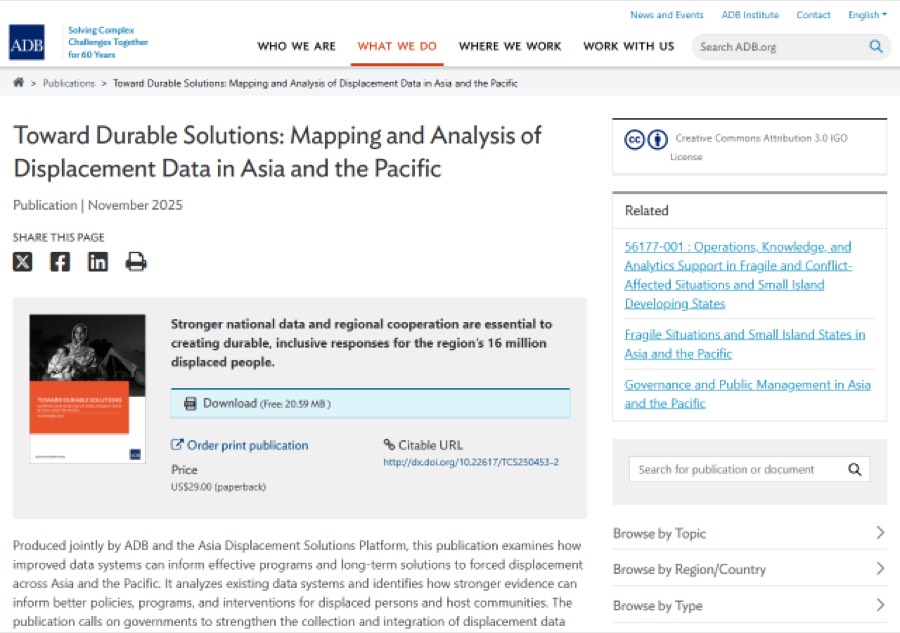 News and Events ADB Institute Contact English
ADB
Solving Complex
Challenges Together
for 60 Years
WHO WE ARE WHAT WE DO WHERE WE WORK WORK WITH US Search ADB.org
> Publications > Toward Durable Solutions: Mapping and Analysis of Displacement Data in Asia and the Pacific
Toward Durable Solutions: Mapping and Analysis of
Displacement Data in Asia and the Pacific
Publication | November 2025
SHARE THIS PAGE
TOWARD DURABLE SOLUTIONS
Stronger national data and regional cooperation are essential to
creating durable, inclusive responses for the region's 16 million
displaced people.
Download (Free: 20.59 MB )
Order print publication
Price
US$29.00 (paperback)
Citable URL
http://dx.doi.org/10.22617/TCS250453-2
Produced jointly by ADB and the Asia Displacement Solutions Platform, this publication examines how
improved data systems can inform effective programs and long-term solutions to forced displacement
across Asia and the Pacific. It analyzes existing data systems and identifies how stronger evidence can
inform better policies, programs, and interventions for displaced persons and host communities. The
publication calls on governments to strengthen the collection and integration of displacement data
cc Creative Commons Attribution 3.0 IGO
License
Related
56177-001 : Operations, Knowledge, and
Analytics Support in Fragile and Conflict-
Affected Situations and Small Island
Developing States
Fragile Situations and Small Island States in
Asia and the Pacific
Governance and Public Management in Asia
and the Pacific
Search for publication or document
Browse by Topic
Browse by Region/Country
Browse by Type